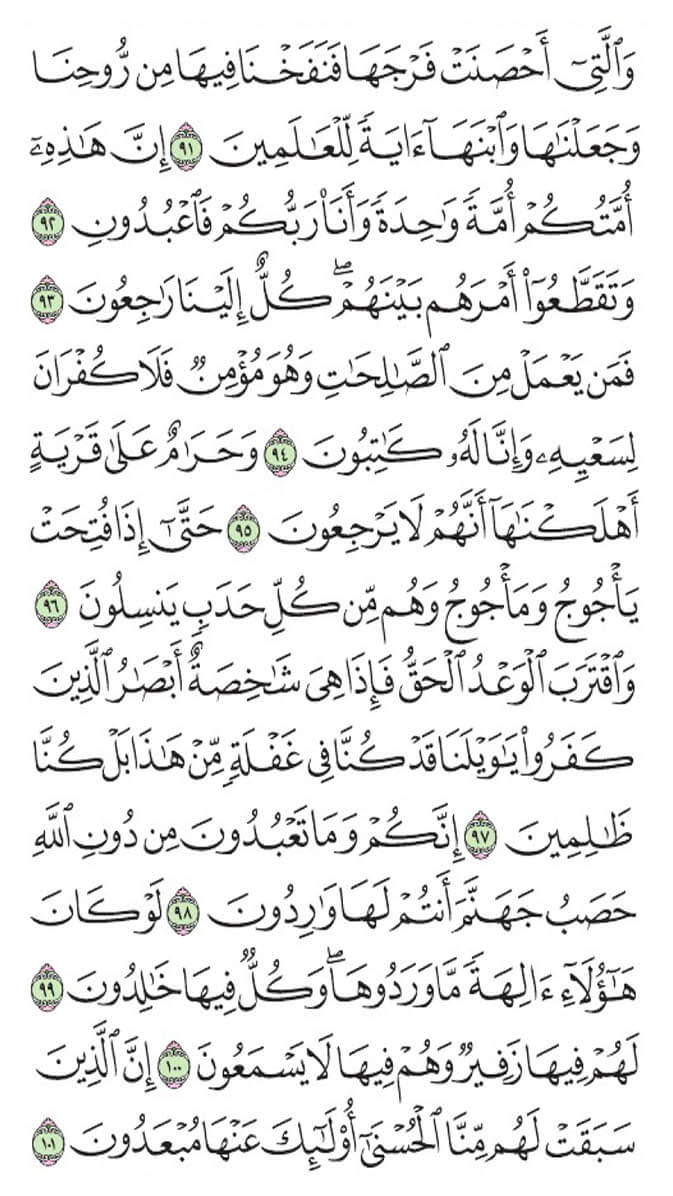 وَٱلَّتِىٓ أَحْصَنَتْ فَرْجَهَا فَنَفَخْنَا فِيهَا مِن رُّوحِنَا
وَجَعَلْنَٰهَا وَٱبْنَهَآ ءَايَةً لِّلْعَٰلَمِينَ ٩١ إِنَّ هَٰذِهِۦٓ
أُمَّتُكُمْ أُمَّةً وَٰحِدَةً وَأَنَا۠ رَبُّكُمْ فَٱعْبُدُونِ ٩٢
وَتَقَطَّعُوٓا۟ أَمْرَهُم بَيْنَهُمْ ۖ كُلٌّ إِلَيْنَا رَٰجِعُونَ ٩٣
فَمَن يَعْمَلْ مِنَ ٱلصَّٰلِحَٰتِ وَهُوَ مُؤْمِنٌ فَلَا كُفْرَانَ
لِسَعْيِهِۦ وَإِنَّا لَهُۥ كَٰتِبُونَ ٩٤ وَحَرَٰمٌ عَلَىٰ قَرْيَةٍ
أَهْلَكْنَٰهَآ أَنَّهُمْ لَا يَرْجِعُونَ ٩٥ حَتَّىٰٓ إِذَا فُتِحَتْ
يَأْجُوجُ وَمَأْجُوجُ وَهُم مِّن كُلِّ حَدَبٍ يَنسِلُونَ ٩٦
وَٱقْتَرَبَ ٱلْوَعْدُ ٱلْحَقُّ فَإِذَا هِىَ شَٰخِصَةٌ أَبْصَٰرُ ٱلَّذِينَ
كَفَرُوا۟ يَٰوَيْلَنَا قَدْ كُنَّا فِى غَفْلَةٍ مِّنْ هَٰذَا بَلْ كُنَّا
ظَٰلِمِينَ ٩٧ إِنَّكُمْ وَمَا تَعْبُدُونَ مِن دُونِ ٱللَّهِ
حَصَبُ جَهَنَّمَ أَنتُمْ لَهَا وَٰرِدُونَ ٩٨ لَوْ كَانَ
هَٰٓؤُلَآءِ ءَالِهَةً مَّا وَرَدُوهَا ۖ وَكُلٌّ فِيهَا خَٰلِدُونَ ٩٩
لَهُمْ فِيهَا زَفِيرٌ وَهُمْ فِيهَا لَا يَسْمَعُونَ ١٠٠ إِنَّ ٱلَّذِينَ
سَبَقَتْ لَهُم مِّنَّا ٱلْحُسْنَىٰٓ أُو۟لَٰٓئِكَ عَنْهَا مُبْعَدُونَ ١٠١